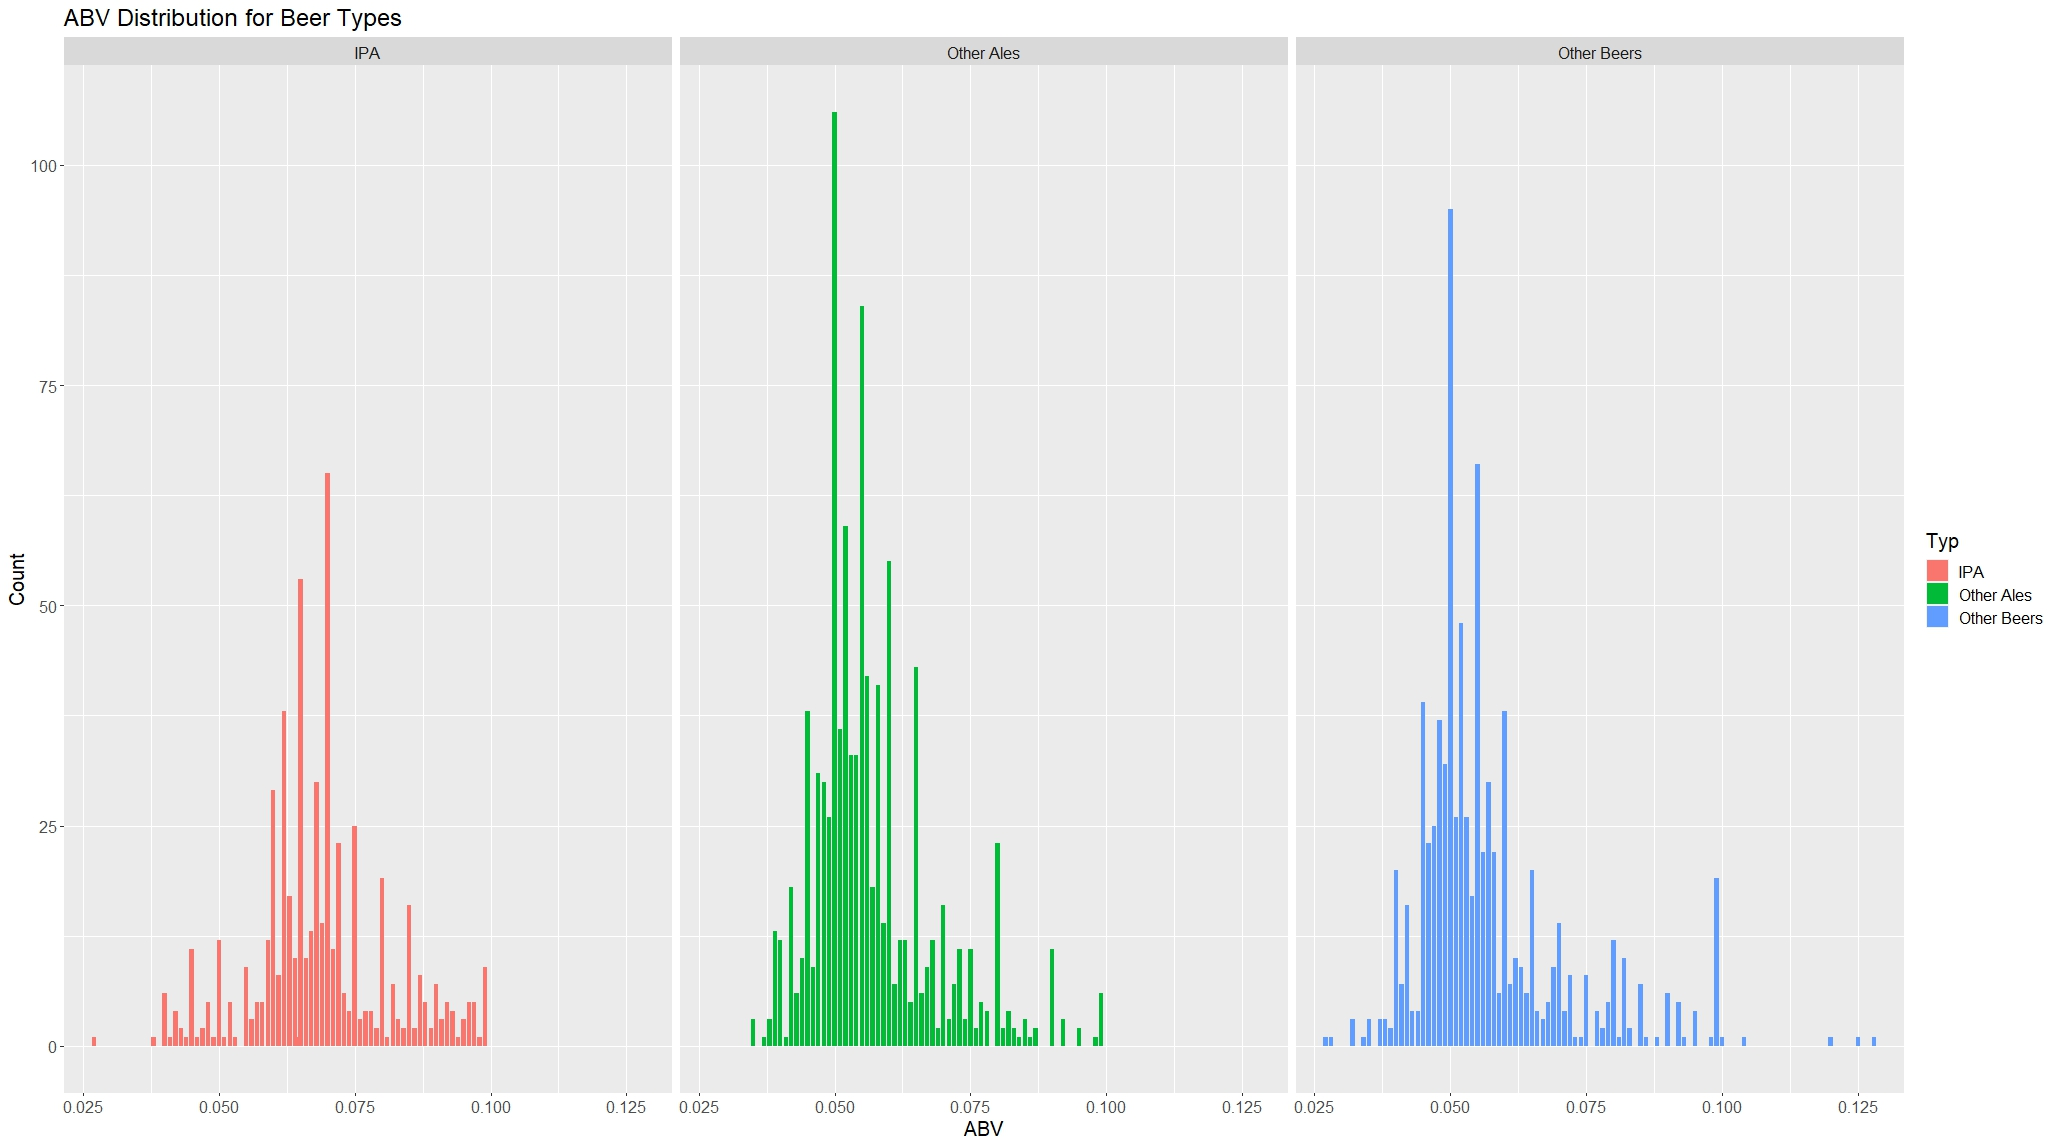 ABV Distribution for Beer Types
IPA
Other Ales
Other Beers
100
75
50
25
0
Count
0.025 0.050 0.075 0.100 0.125
0.025 0.050 0.075 0.100 0.125
0.025 0.050 0.075 0.100 0.125
ABV
Typ
IPA
Other Ales
Other Beers